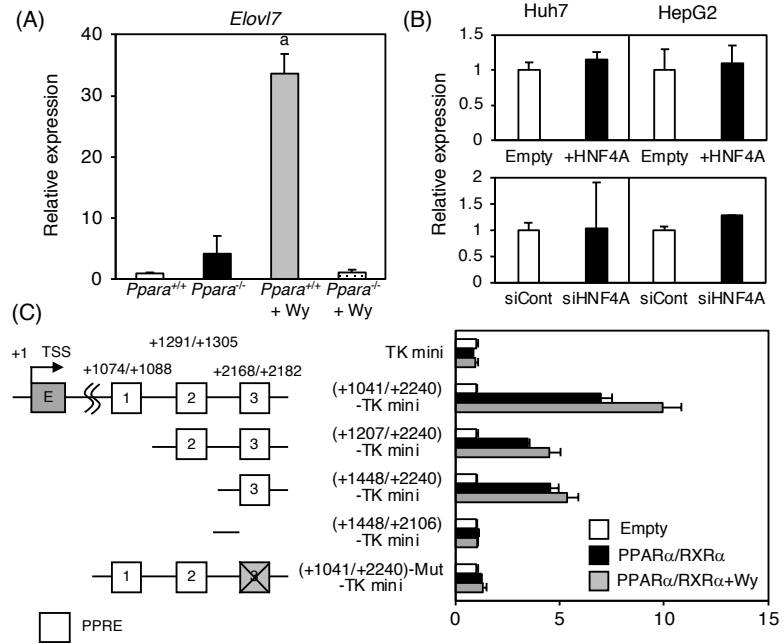 (A)
Elovl7
Relative expression
40
30
20
10
0
a
Ppara+/+
Ppara-/-
Ppara+/+ + Wy
Ppara-/- + Wy
(B)
Huh7
HepG2
Relative expression
1.5
1
0.5
0
Empty
+HNF4A
Empty
+HNF4A
2
1.5
1
0.5
0
siCont
siHNF4A
siCont
siHNF4A
(C)
+1
TSS
+1291/+1305
+1074/+1088
+2168/+2182
E
1
2
3
2
3
3
1
2
3
PPRE
TK mini
(+1041/+2240)
-TK mini
(+1207/+2240)
-TK mini
(+1448/+2240)
-TK mini
(+1448/+2106)
-TK mini
(+1041/+2240)-Mut
-TK mini
Empty
PPARα/RXRα
PPARα/RXRα+Wy
0
5
10
15